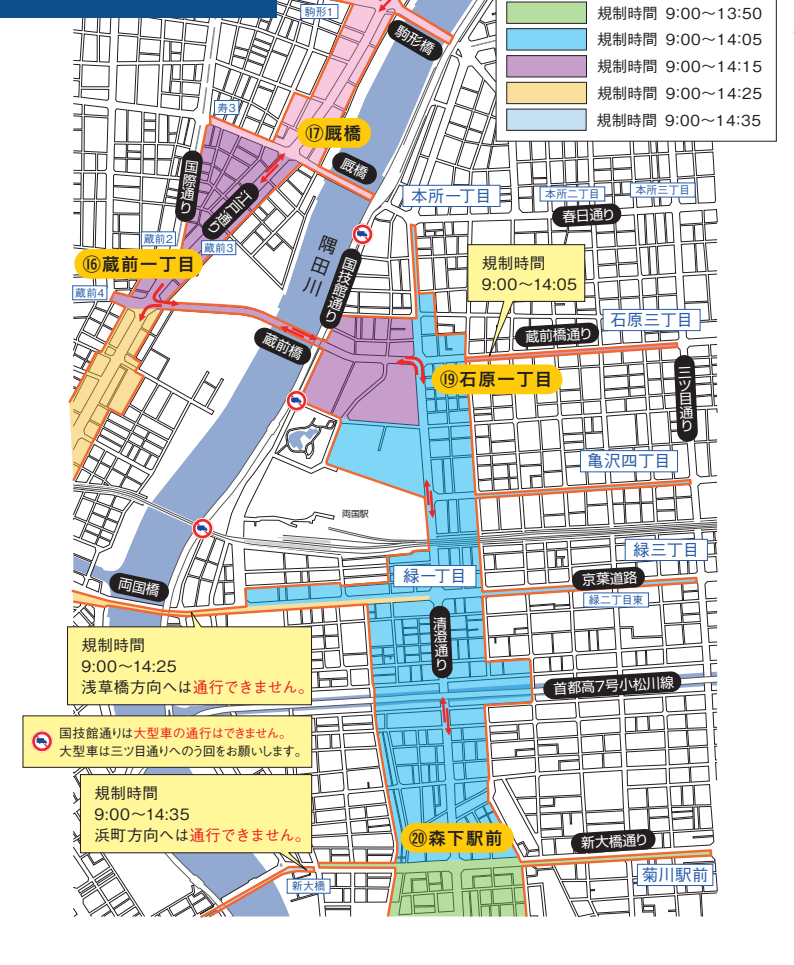 規制時間 9:00～13:50
規制時間 9:00～14:05
規制時間 9:00～14:15
規制時間 9:00～14:25
規制時間 9:00～14:35
駒形1
駒形橋
寿3
⑰厩橋
厩橋
国際通り
江戸通り
本所一丁目
本所二丁目
本所三丁目
春日通り
蔵前2
蔵前3
⑯蔵前一丁目
蔵前4
隅田川
国技館通り
規制時間
9:00～14:05
石原三丁目
蔵前橋通り
蔵前橋
三ツ目通り
⑲石原一丁目
亀沢四丁目
両国駅
緑三丁目
緑一丁目
京葉道路
両国橋
緑二丁目東
清澄通り
規制時間
9:00～14:25
浅草橋方向へは通行できません。
首都高7号小松川線
国技館通りは大型車の通行はできません。
大型車は三ツ目通りへのう回をお願いします。
規制時間
9:00～14:35
浜町方向へは通行できません。
⑳森下駅前
新大橋通り
新大橋
菊川駅前